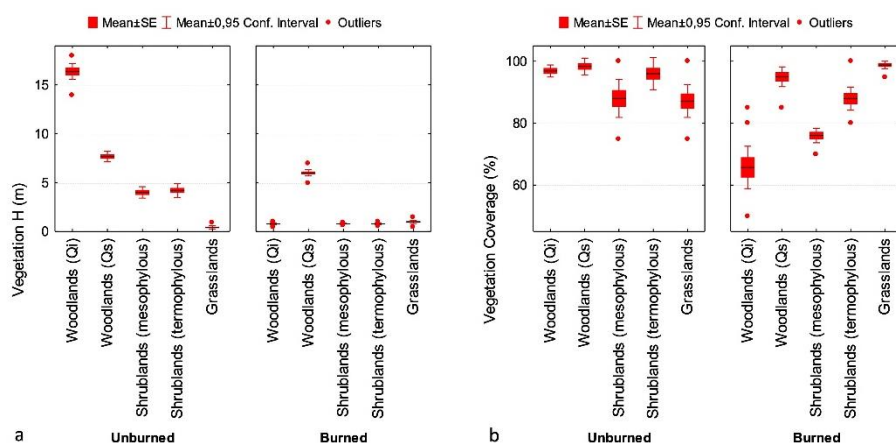 Mean±SE Mean±0,95 Conf. Interval Outliers
Vegetation H (m)
15
10
5
0
Woodlands (Qi)
Woodlands (Qs)
Shrublands (mesophylous)
Shrublands (termophylous)
Grasslands
Unburned
Woodlands (Qi)
Woodlands (Qs)
Shrublands (mesophylous)
Shrublands (termophylous)
Grasslands
Burned
a
Mean±SE Mean±0,95 Conf. Interval Outliers
Vegetation Coverage (%)
100
80
60
Woodlands (Qi)
Woodlands (Qs)
Shrublands (mesophylous)
Shrublands (termophylous)
Grasslands
Unburned
Woodlands (Qi)
Woodlands (Qs)
Shrublands (mesophylous)
Shrublands (termophylous)
Grasslands
Burned
b